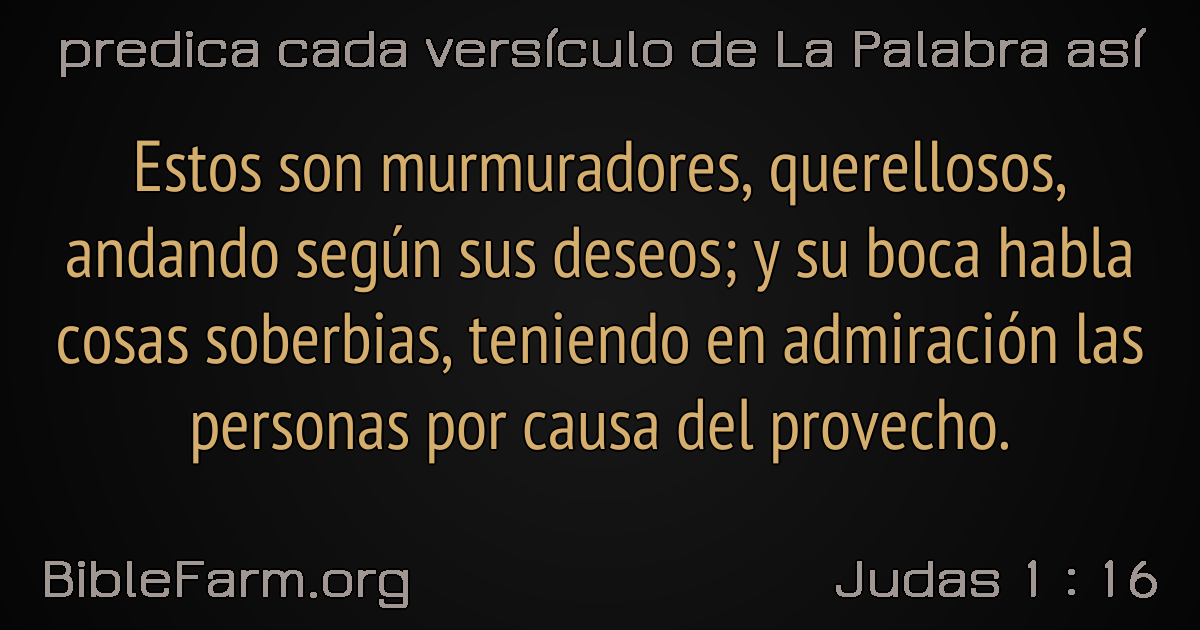 predica cada versículo de La Palabra así
Estos son murmuradores, querellosos,
andando según sus deseos; y su boca habla
cosas soberbias, teniendo en admiración las
personas por causa del provecho.
BibleFarm.org
Judas 1 : 16